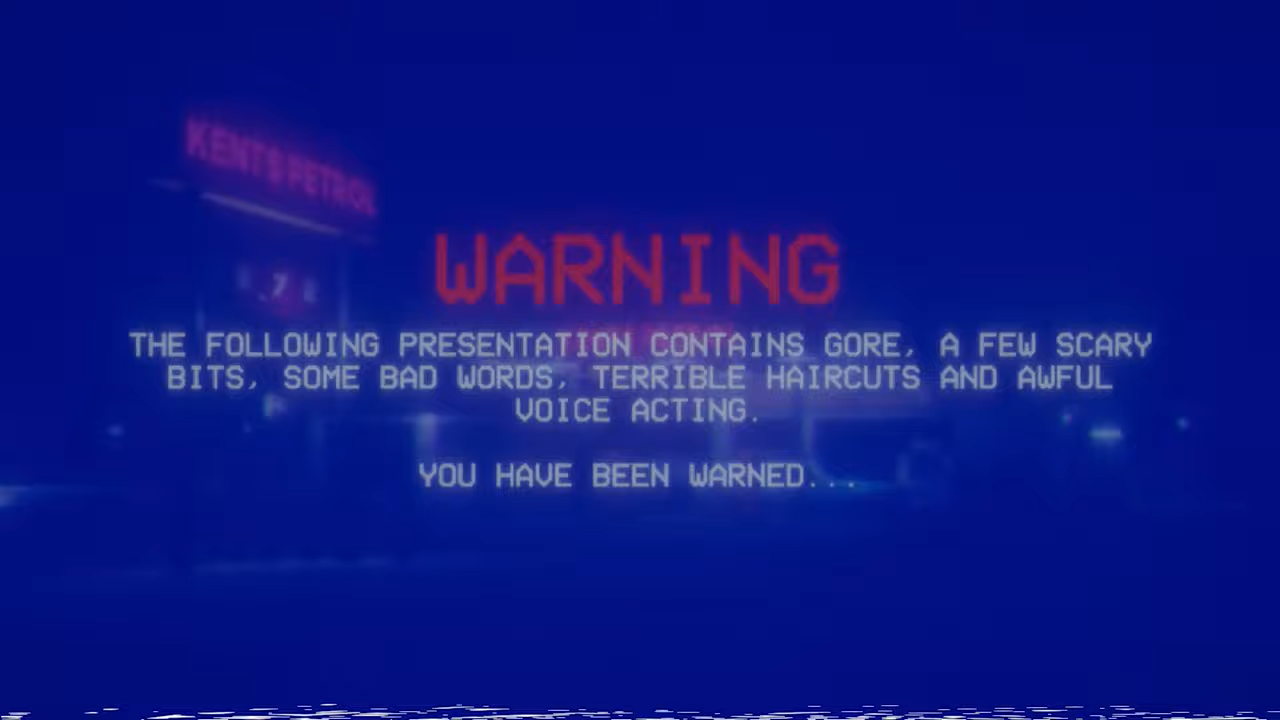 KENTS PETROL
WARNING
THE FOLLOWING PRESENTATION CONTAINS GORE, A FEW SCARY
BITS, SOME BAD WORDS, TERRIBLE HAIRCUTS AND AWFUL
VOICE ACTING.
YOU HAVE BEEN WARNED...